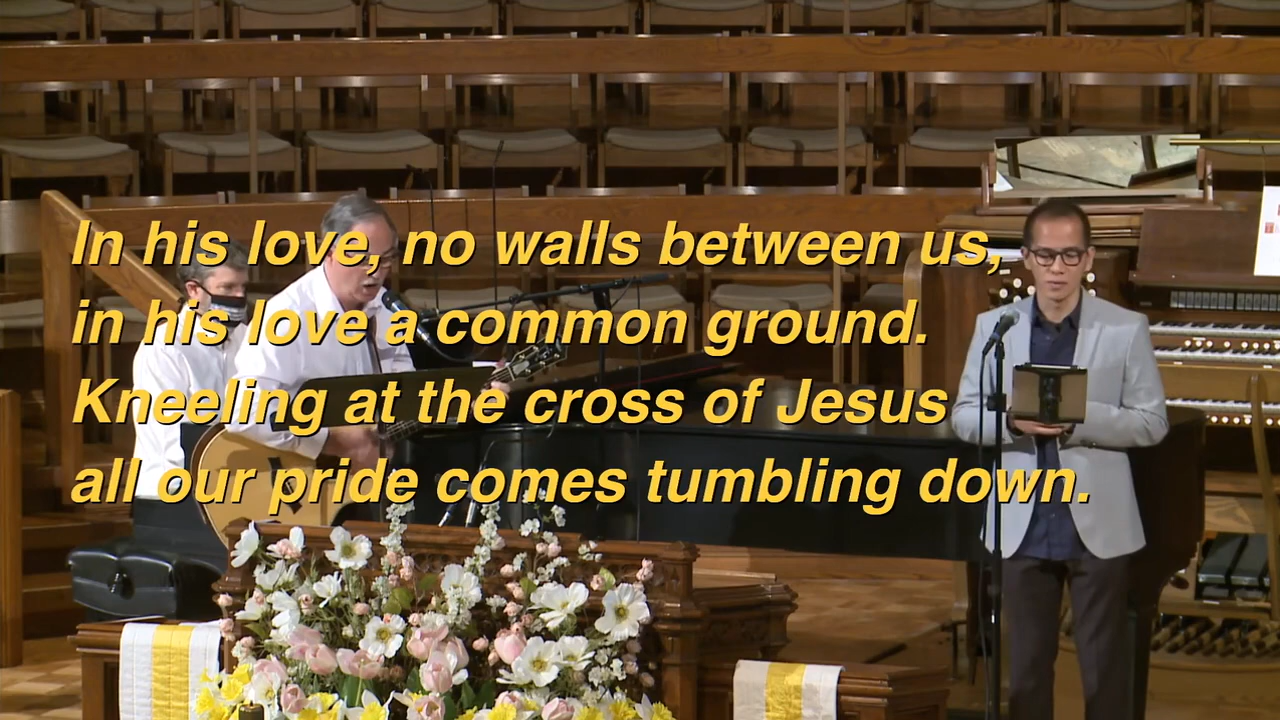 In his love, no walls between us,
in his love a common ground.
Kneeling at the cross of Jesus
all our pride comes tumbling down.